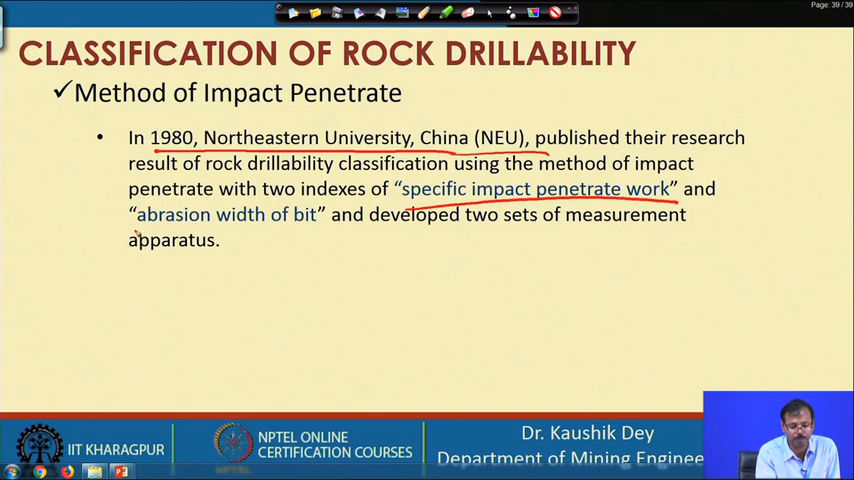 Page: 39 / 39
CLASSIFICATION OF ROCK DRILLABILITY
✓Method of Impact Penetrate
• In 1980, Northeastern University, China (NEU), published their research
result of rock drillability classification using the method of impact
penetrate with two indexes of “specific impact penetrate work” and
“abrasion width of bit” and developed two sets of measurement
apparatus.
IIT KHARAGPUR
NPTEL ONLINE
CERTIFICATION COURSES
Dr. Kaushik Dey
Department of Mining Enginee